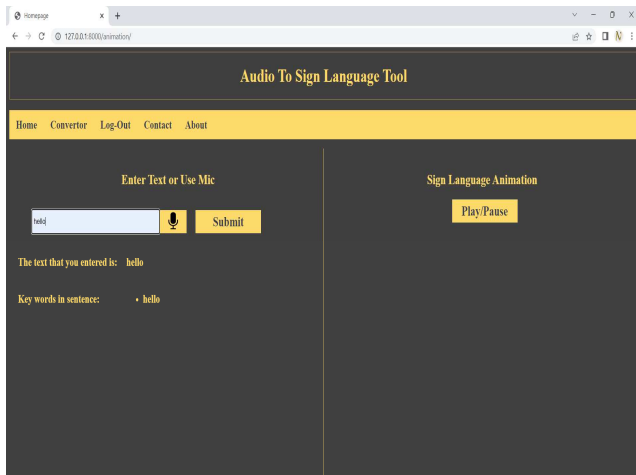 Homepage
127.0.0.1:8000/animation/
Audio To Sign Language Tool
Home Convertor Log-Out Contact About
Enter Text or Use Mic
hello
Submit
The text that you entered is: hello
Key words in sentence: • hello
Sign Language Animation
Play/Pause